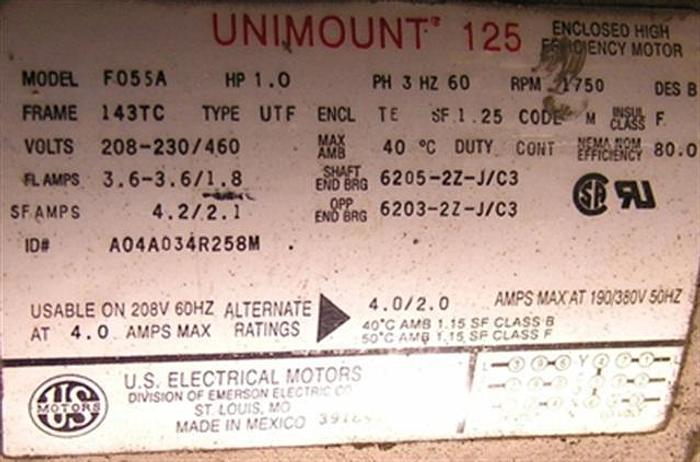 UNIMOUNT® 125 ENCLOSED HIGH
EFFICIENCY MOTOR
MODEL F055A HP 1.0 PH 3 HZ 60 RPM 1750 DES B
FRAME 143TC TYPE UTF ENCL TE SF 1.25 CODE M INSUL CLASS F
VOLTS 208-230/460 MAX AMB 40 °C DUTY CONT NEMA NOM EFFICIENCY 80.0
FL AMPS 3.6-3.6/1.8 SHAFT END BRG 6205-2Z-J/C3
SF AMPS 4.2/2.1 OPP END BRG 6203-2Z-J/C3
ID# A04A034R258M
USABLE ON 208V 60HZ ALTERNATE 4.0/2.0 AMPS MAX AT 190/380V 50HZ
AT 4.0 AMPS MAX RATINGS 40°C AMB 1.15 SF CLASS B
50°C AMB 1.15 SF CLASS F
US MOTORS
U.S. ELECTRICAL MOTORS
DIVISION OF EMERSON ELECTRIC CO
ST. LOUIS, MO
MADE IN MEXICO